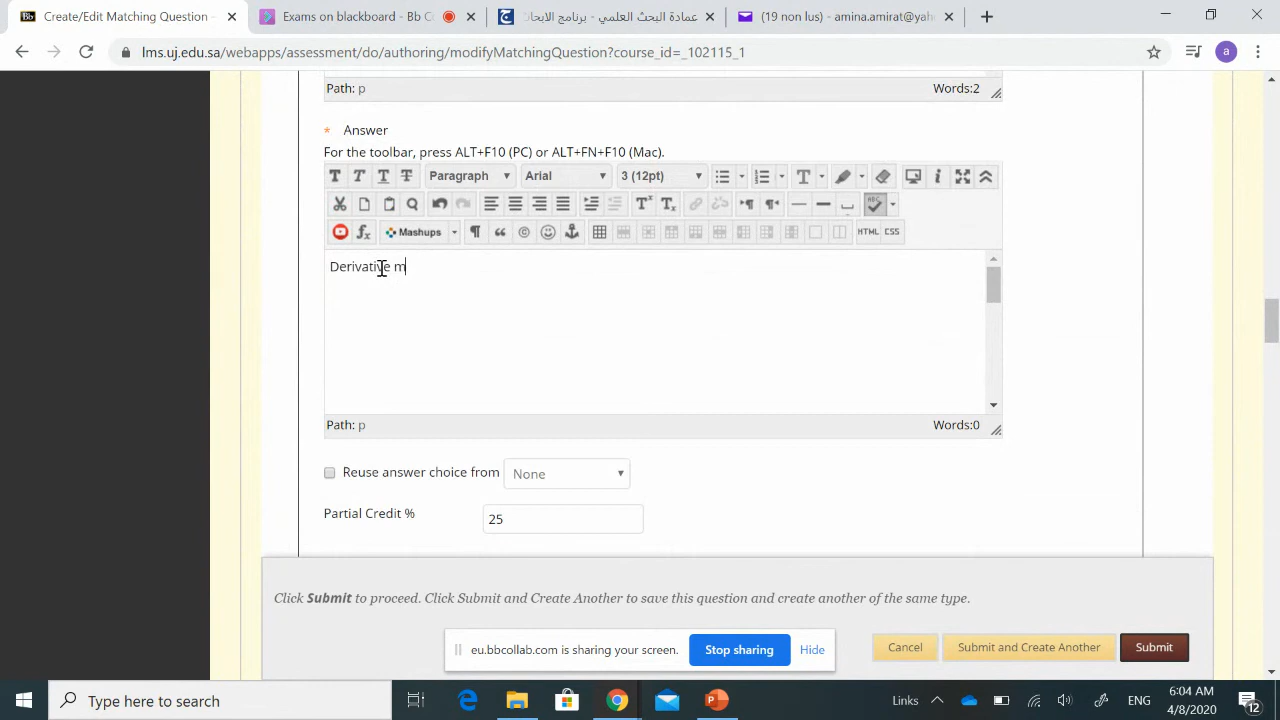 Create/Edit Matching Question -
Exams on blackboard - Bb C
عمادة البحث العلمي - برنامج الابحاث
(19 non lus) - amina.amirat@yah
lms.uj.edu.sa/webapps/assessment/do/authoring/modifyMatchingQuestion?course_id=_102115_1
a
Path: p
Words:2
* Answer
For the toolbar, press ALT+F10 (PC) or ALT+FN+F10 (Mac).
T T T T Paragraph Arial 3 (12pt) T
Mashups HTML CSS
Derivative m
Path: p
Words:0
Reuse answer choice from None
Partial Credit % 25
Click Submit to proceed. Click Submit and Create Another to save this question and create another of the same type.
eu.bbcollab.com is sharing your screen. Stop sharing Hide
Cancel Submit and Create Another Submit
Type here to search
Links
ENG
6:04 AM
4/8/2020
12